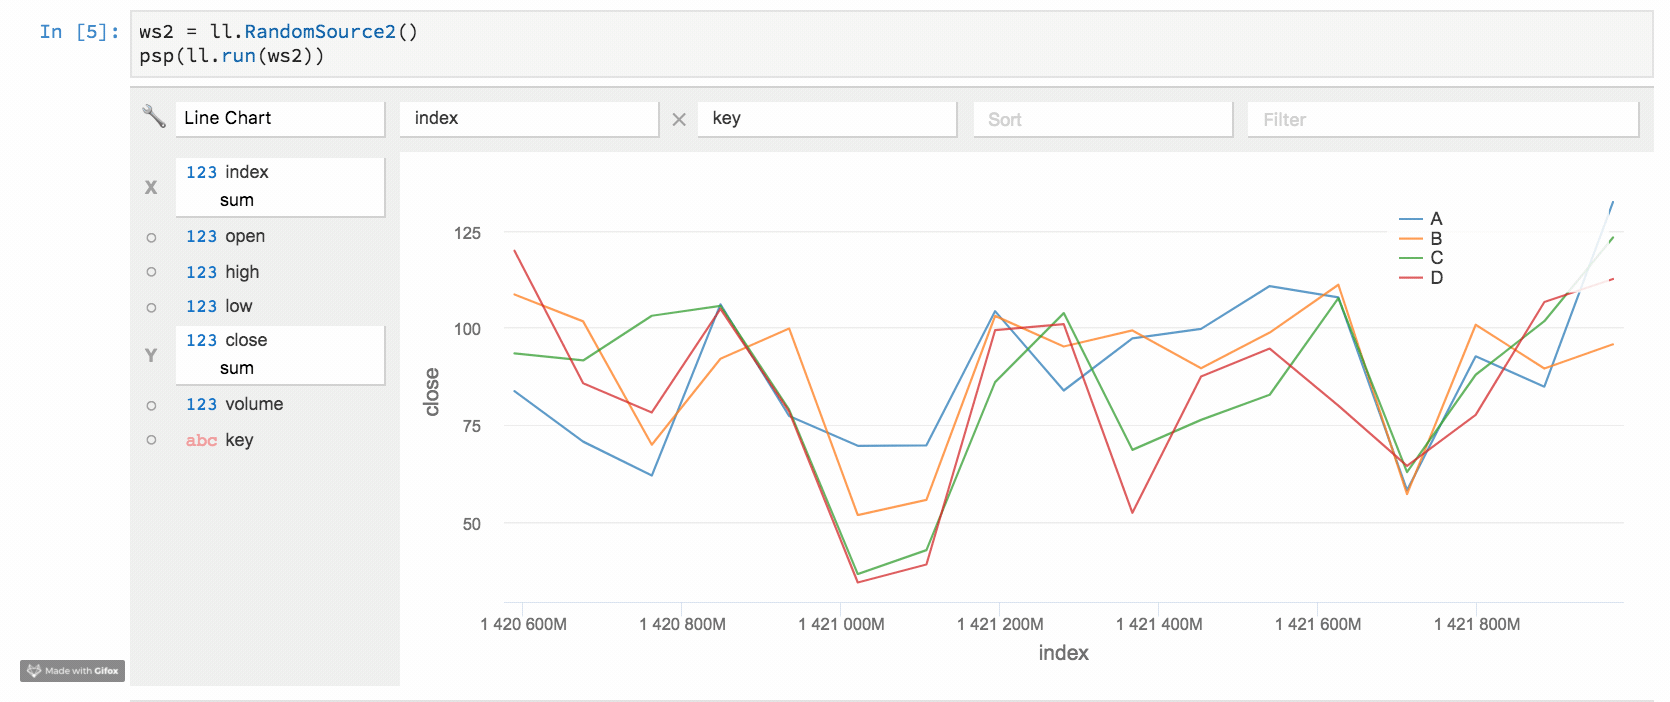 In [5]:
ws2 = ll.RandomSource2()
psp(ll.run(ws2))
Line Chart
index
× key
Sort
Filter
X
123 index
sum
123 open
123 high
123 low
Y
123 close
sum
123 volume
abc key
A
B
C
D
125
100
75
50
close
1 420 600M
1 420 800M
1 421 000M
1 421 200M
1 421 400M
1 421 600M
1 421 800M
index
Made with Gifox